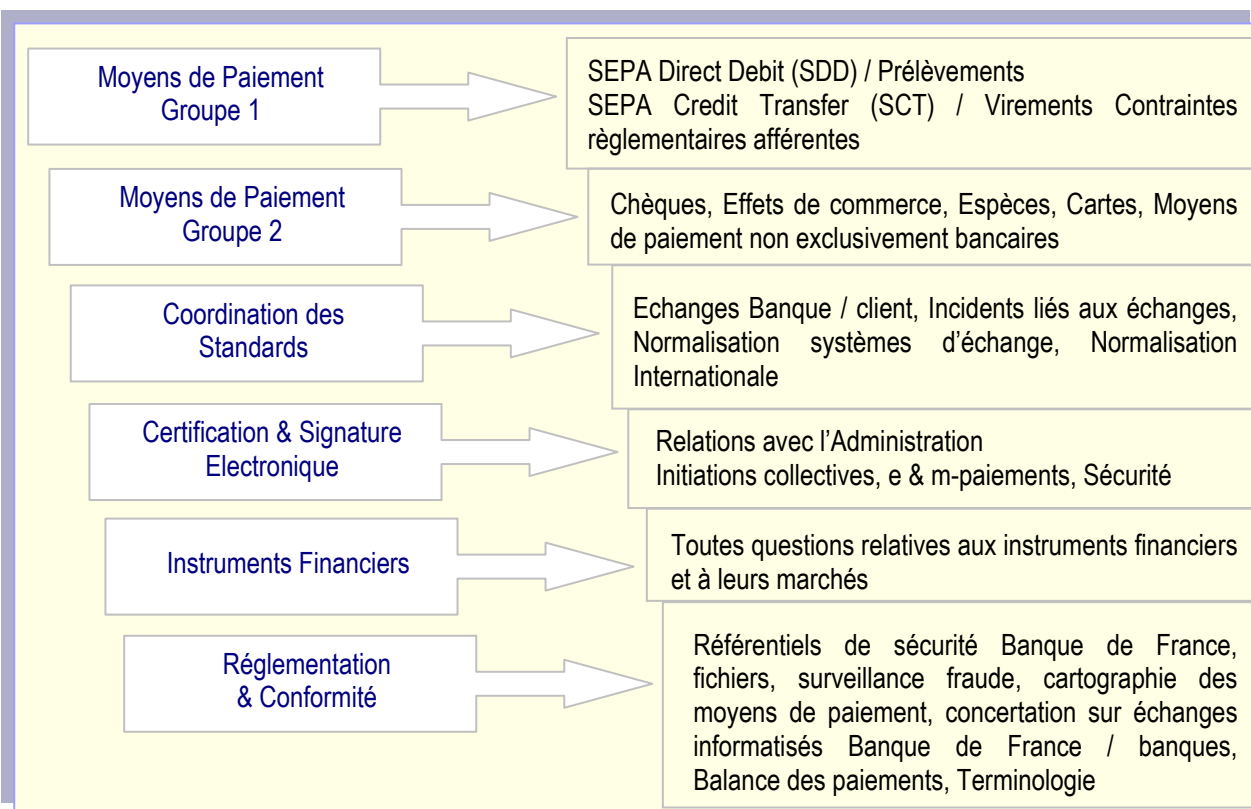 Moyens de Paiement
Groupe 1
SEPA Direct Debit (SDD) / Prélèvements
SEPA Credit Transfer (SCT) / Virements Contraintes
règlementaires afférentes
Moyens de Paiement
Groupe 2
Chèques, Effets de commerce, Espèces, Cartes, Moyens
de paiement non exclusivement bancaires
Coordination des
Standards
Echanges Banque / client, Incidents liés aux échanges,
Normalisation systèmes d’échange, Normalisation
Internationale
Certification & Signature
Electronique
Relations avec l’Administration
Initiations collectives, e & m-paiements, Sécurité
Instruments Financiers
Toutes questions relatives aux instruments financiers
et à leurs marchés
Réglementation
& Conformité
Référentiels de sécurité Banque de France,
fichiers, surveillance fraude, cartographie des
moyens de paiement, concertation sur échanges
informatisés Banque de France / banques,
Balance des paiements, Terminologie